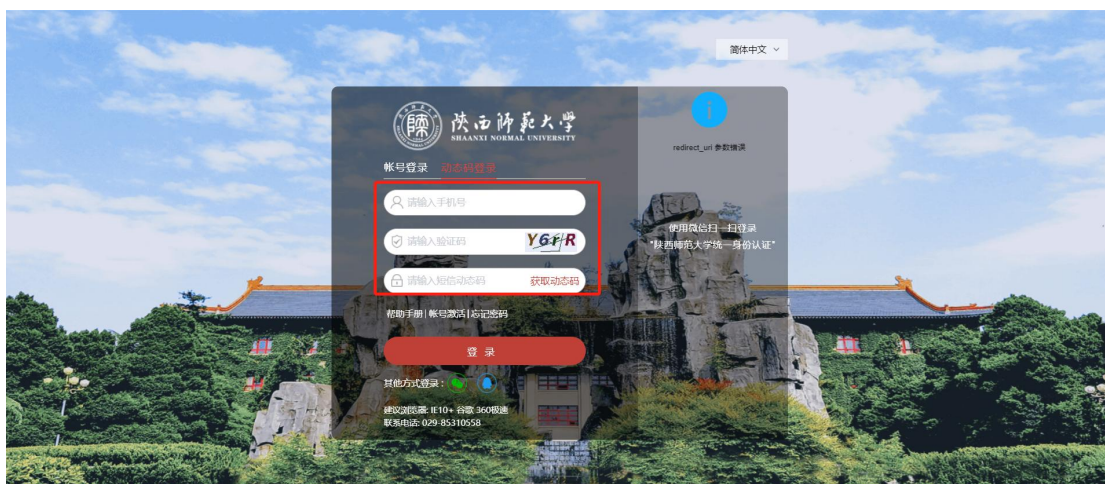 简体中文
陕西师范大学
SHAANXI NORMAL UNIVERSITY
帐号登录 动态码登录
请输入手机号
请输入验证码
请输入短信动态码 获取动态码
帮助手册|帐号激活|忘记密码
登 录
其他方式登录:
建议浏览器: IE10+ 谷歌 360极速
联系电话: 029-85310558
redirect_uri 参数错误
使用微信扫一扫登录
"陕西师范大学统一身份认证"